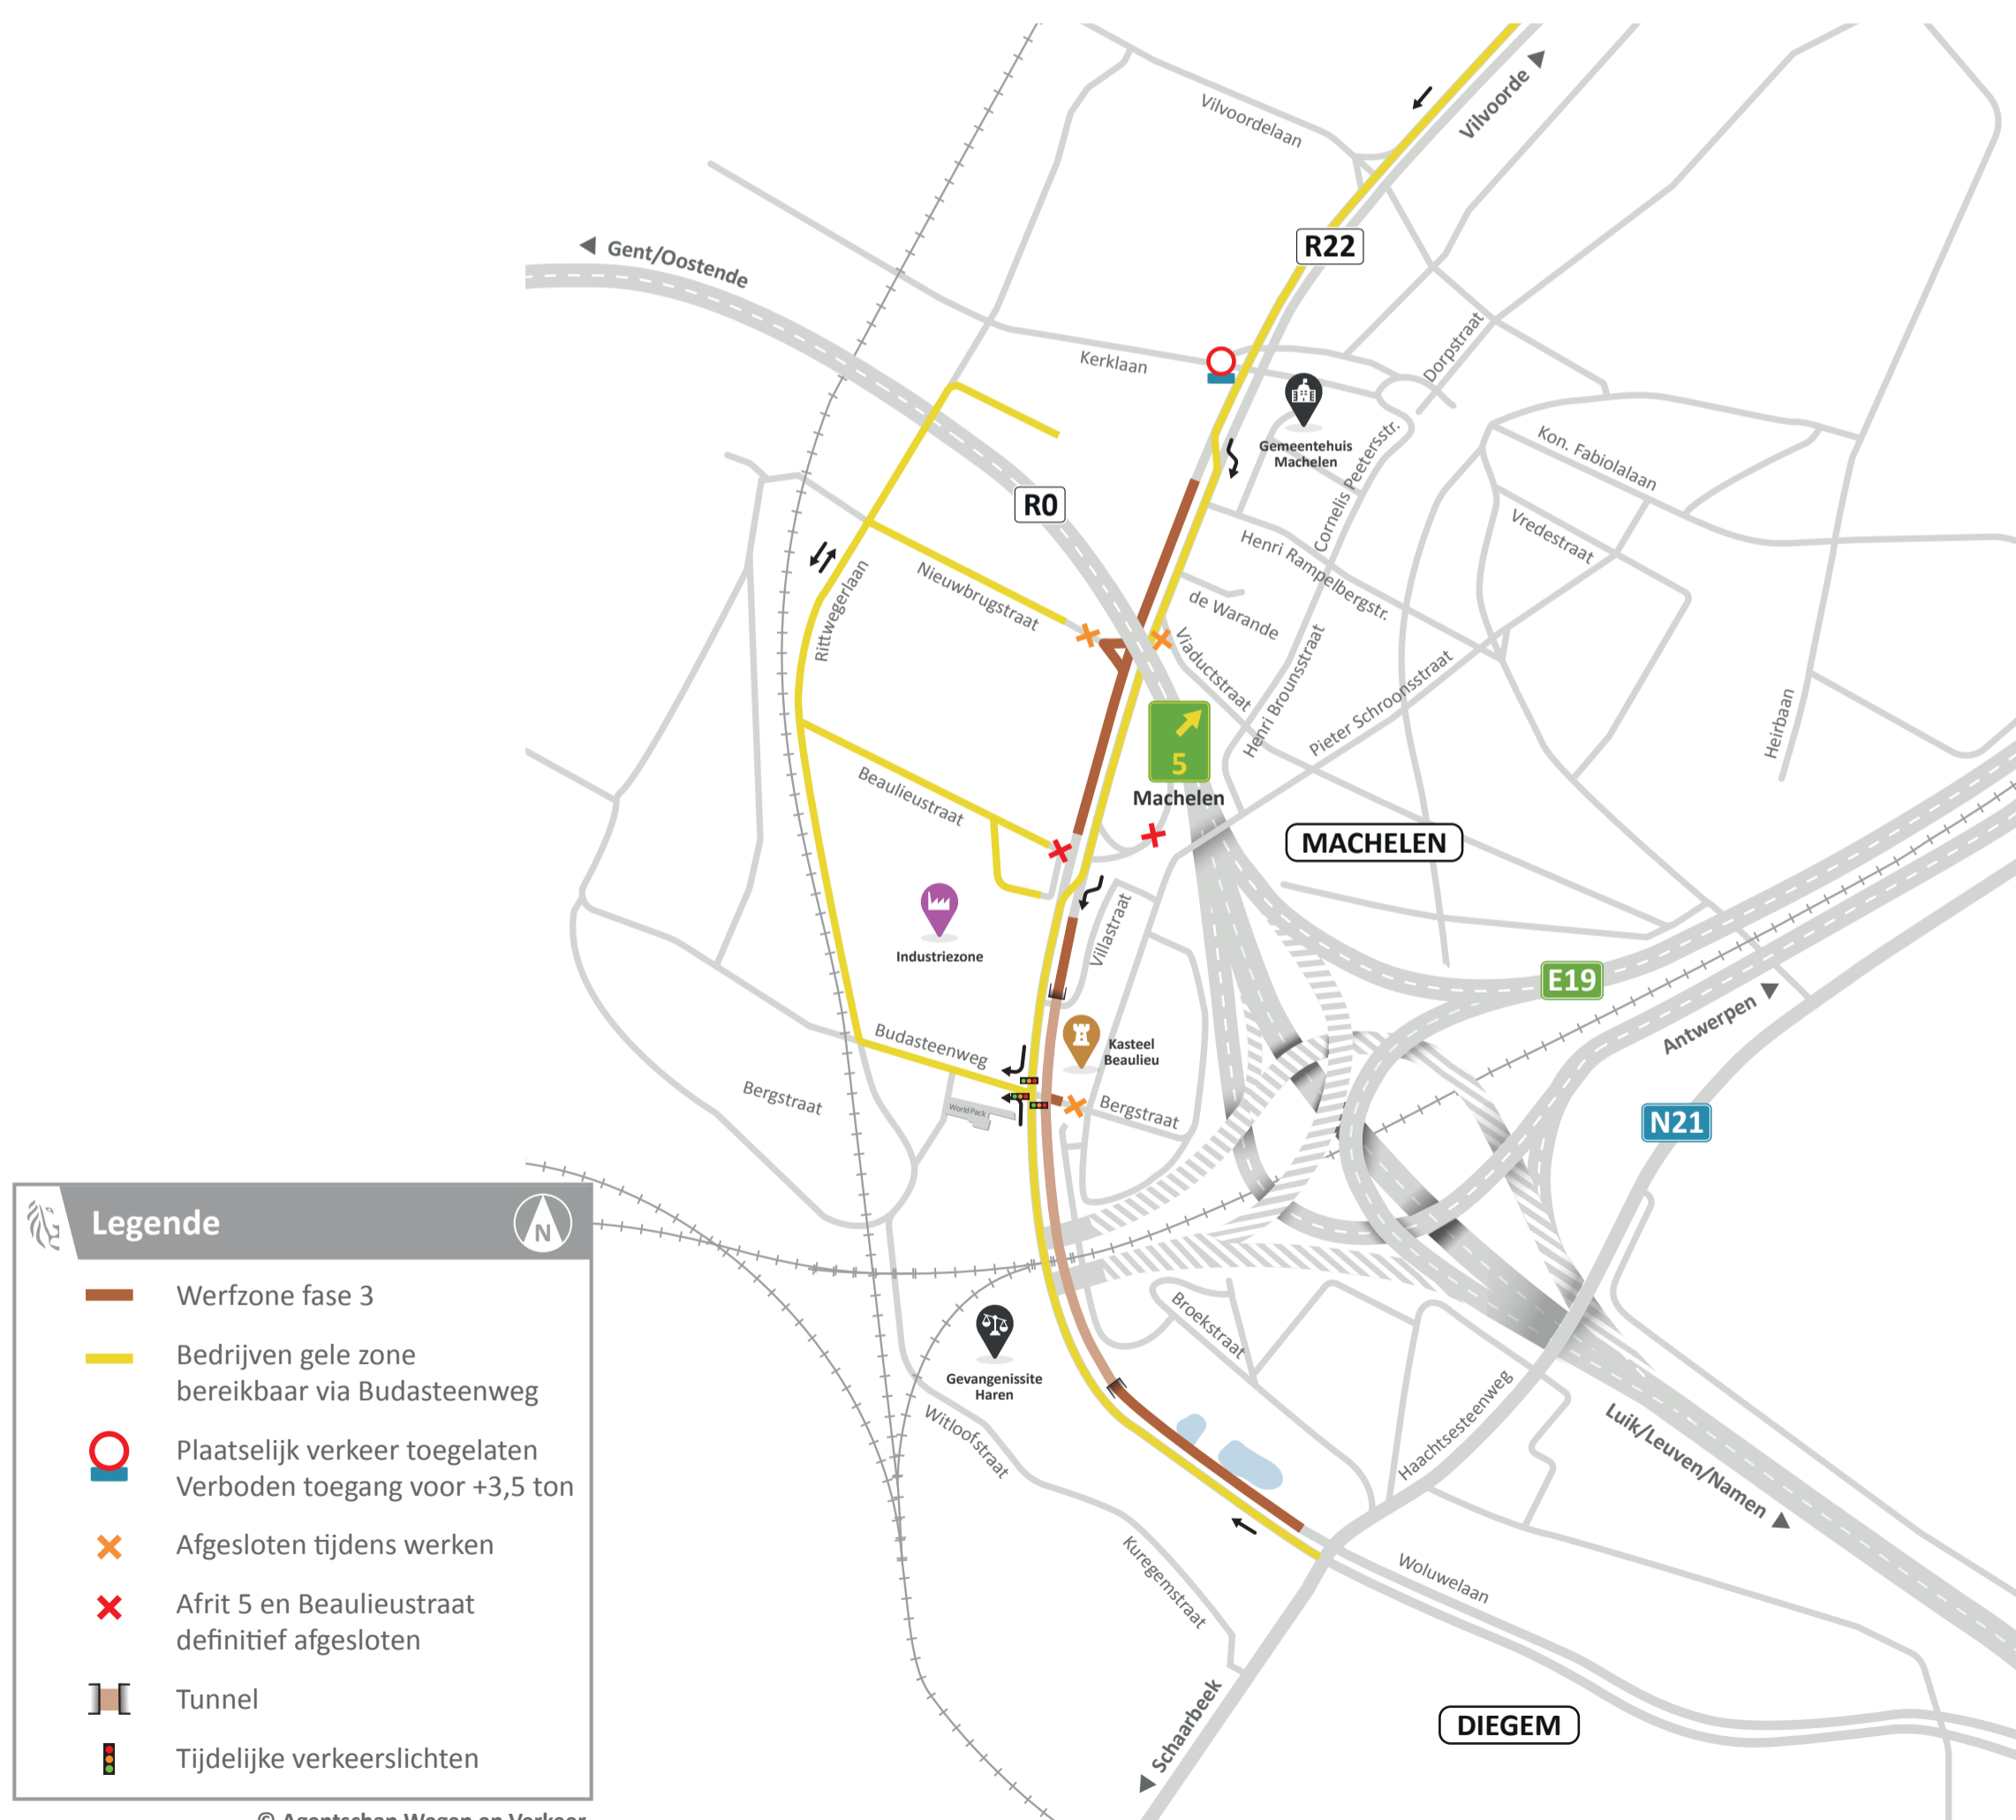 Vilvoordelaan
Vilvoorde
R22
Gent/Oostende
Kerklaan
Dorpstraat
Gemeentehuis
Machelen
Cornelis Peetersstr.
Kon. Fabiolalaan
R0
Vredestraat
Henri Rampelbergstr.
Nieuwbrugstraat
Rittwegerlaan
de Warande
Viaductstraat
Henri Brounsstraat
Pieter Schroonsstraat
Heirbaan
5
Machelen
Beaulieustraat
MACHELEN
Villastraat
Industriezone
E19
Antwerpen
Budasteenweg
Kasteel
Beaulieu
Bergstraat
World Pack
Bergstraat
N21
Legende
N
Werfzone fase 3
Bedrijven gele zone
bereikbaar via Budasteenweg
Plaatselijk verkeer toegelaten
Verboden toegang voor +3,5 ton
Afgesloten tijdens werken
Afrit 5 en Beaulieustraat
definitief afgesloten
Tunnel
Tijdelijke verkeerslichten
Broekstraat
Gevangenissite
Haren
Witloofstraat
Haachtsesteenweg
Luik/Leuven/Namen
Kuregemstraat
Woluwelaan
Schaarbeek
DIEGEM
© Agentschap Wegen en Verkeer